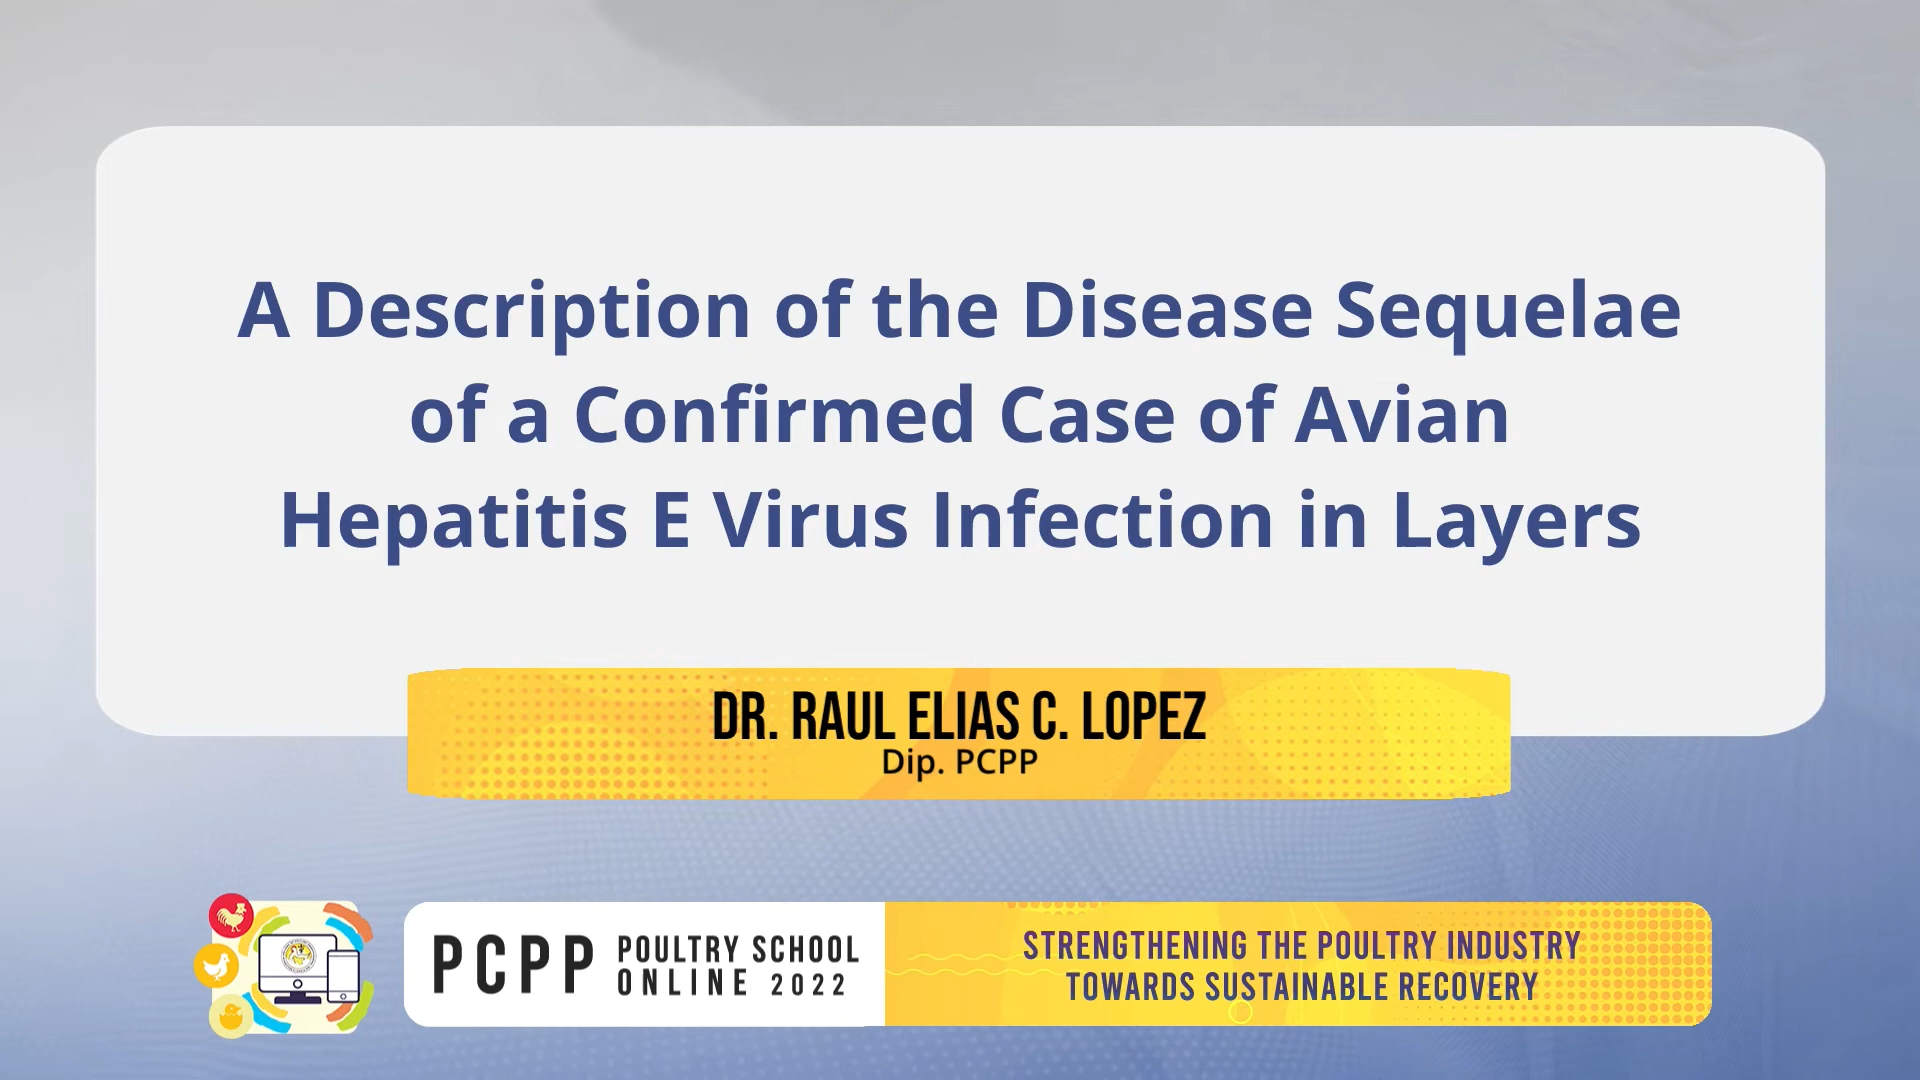 A Description of the Disease Sequelae
of a Confirmed Case of Avian
Hepatitis E Virus Infection in Layers
DR. RAUL ELIAS C. LOPEZ
Dip. PCPP
PCPP POULTRY SCHOOL
ONLINE 2022
STRENGTHENING THE POULTRY INDUSTRY
TOWARDS SUSTAINABLE RECOVERY